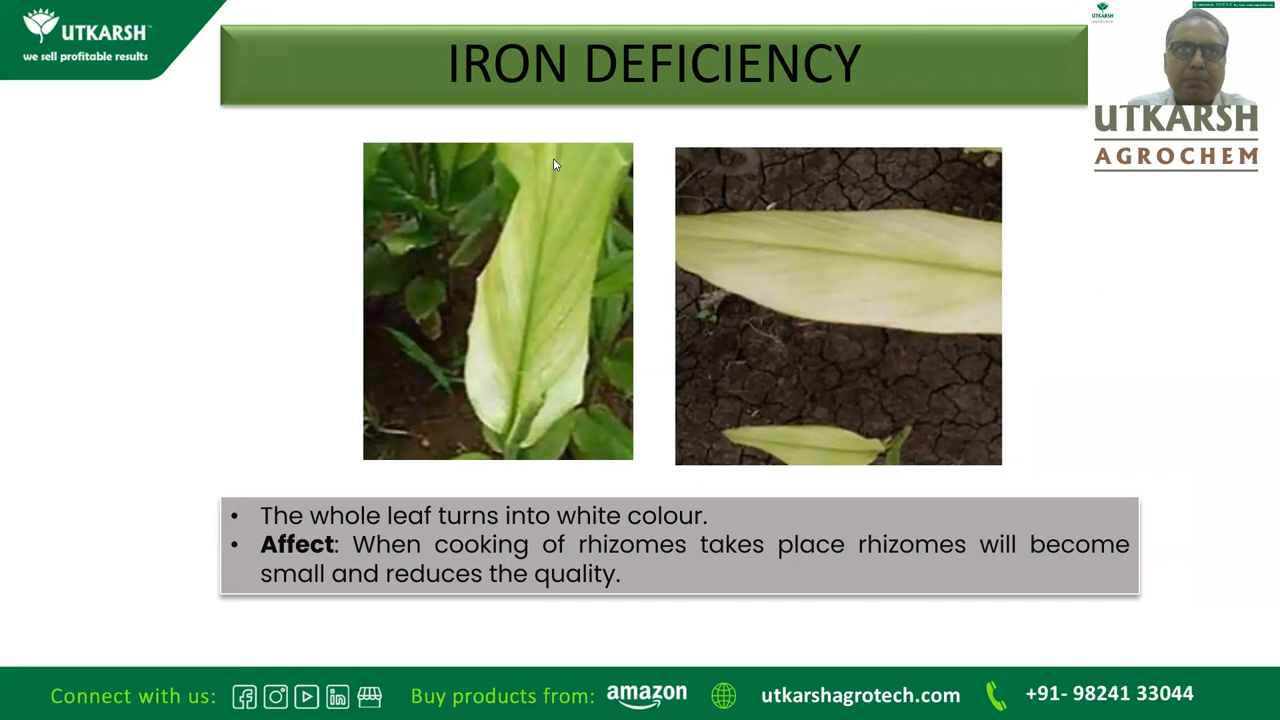 UTKARSH™
we sell profitable results
IRON DEFICIENCY
UTKARSH
AGROCHEM
• The whole leaf turns into white colour.
• Affect: When cooking of rhizomes takes place rhizomes will become
small and reduces the quality.
Connect with us:
Buy products from: amazon
utkarshagrotech.com
+91- 98241 33044